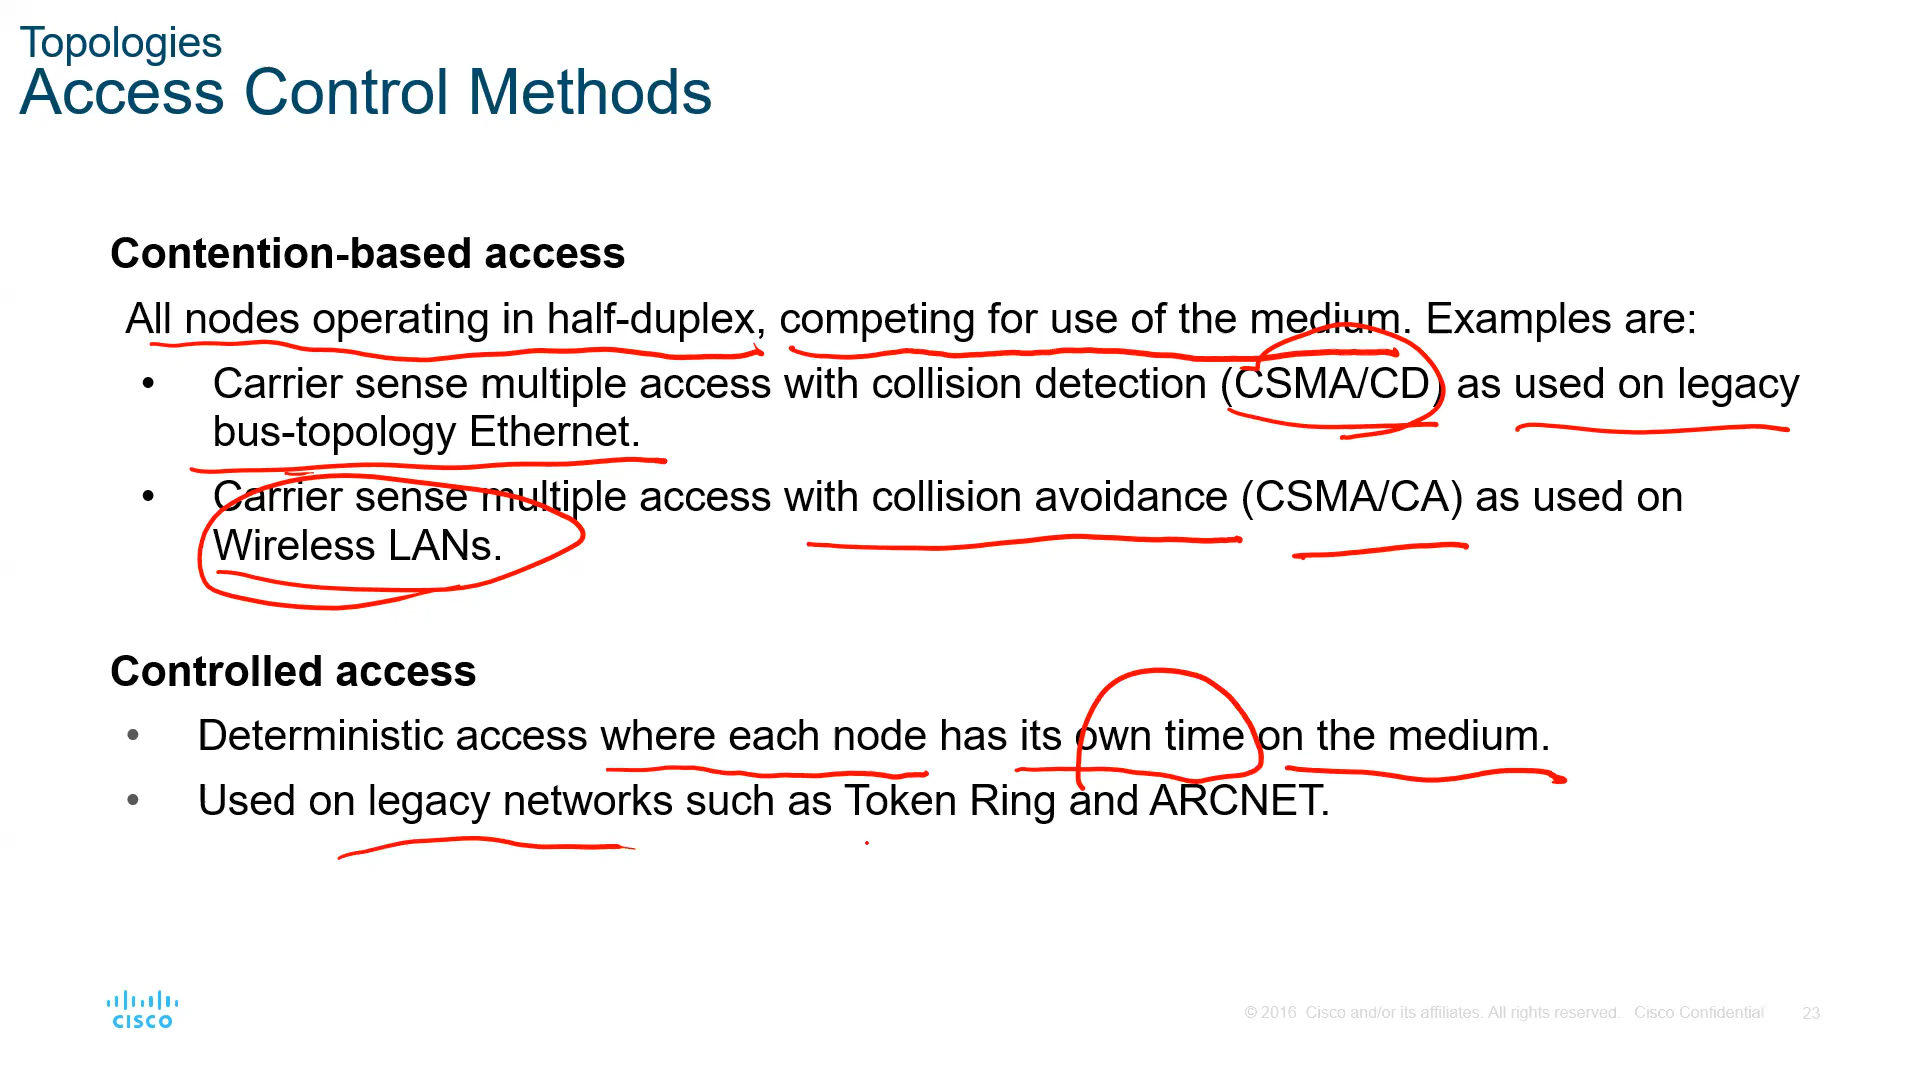 Topologies
Access Control Methods
Contention-based access
All nodes operating in half-duplex, competing for use of the medium. Examples are:
• Carrier sense multiple access with collision detection (CSMA/CD) as used on legacy
bus-topology Ethernet.
• Carrier sense multiple access with collision avoidance (CSMA/CA) as used on
Wireless LANs.
Controlled access
• Deterministic access where each node has its own time on the medium.
• Used on legacy networks such as Token Ring and ARCNET.
CISCO
© 2016 Cisco and/or its affiliates. All rights reserved. Cisco Confidential 23